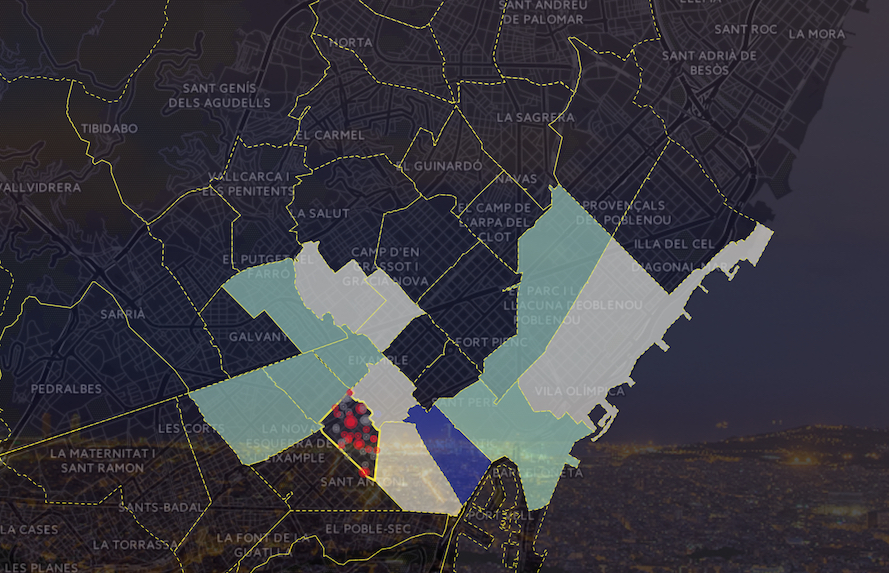 SANT ANDREU
DE PALOMAR
SANT ROC
LA MORA
HORTA
SANT ADRIÀ DE
BESÒS
SANT GENÍS
DELS AGUDELLS
LA SAGRERA
TIBIDABO
EL CARMEL
EL GUINARDÓ
VALLVIDRERA
VALLCARCA I
ELS PENITENTS
NAVAS
LA SALUT
EL CAMP DE
L'ARPA DEL
CLOT
PROVENÇALS
DEL POBLENOU
ILLA DEL CEL
DIAGONAL MAR
EL PUTGET I EL
FARRÓ
CAMP D'EN
GRASSOT I
GRÀCIA NOVA
EL PARC I L
LLACUNA DE
POBLENOU
POBLENOU
SARRIÀ
GALVANY
FORT PIENC
EIXAMPLE
PEDRALBES
VILA OLÍMPICA
SANT PERE
LES CORTS
LA NOVA
ESQUERRA DE
EIXAMPLE
LA MATERNITAT I
SANT RAMON
SANT ANTONI
SANTS-BADAL
PORT VELL
LA CASES
EL POBLE-SEC
LA TORRASSA
LA FONT DE LA
GUATLL
LES PLANES